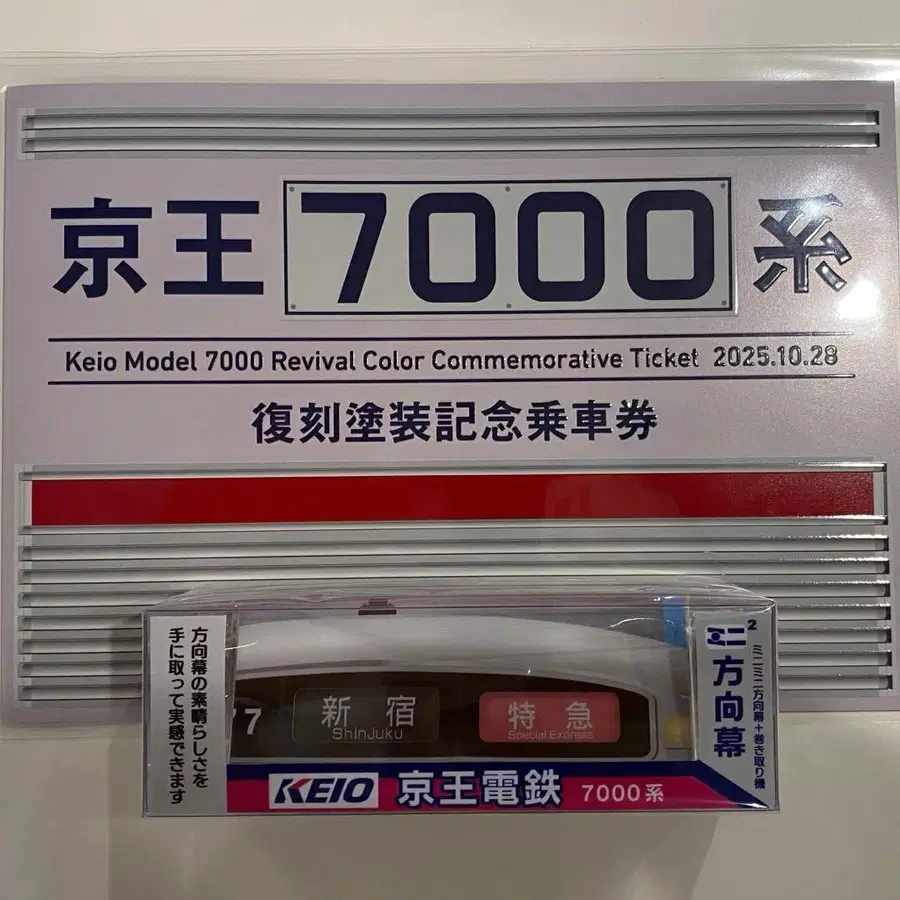 京王7000系
Keio Model 7000 Revival Color Commemorative Ticket 2025.10.28
復刻塗装記念乗車券
方向幕の素晴らしさを
手に取って実感できます
7
新宿
Shinjuku
特急
Special Express
ミニ²
方向幕
ミニミニ方向幕+巻き取り機
KEIO 京王電鉄 7000系